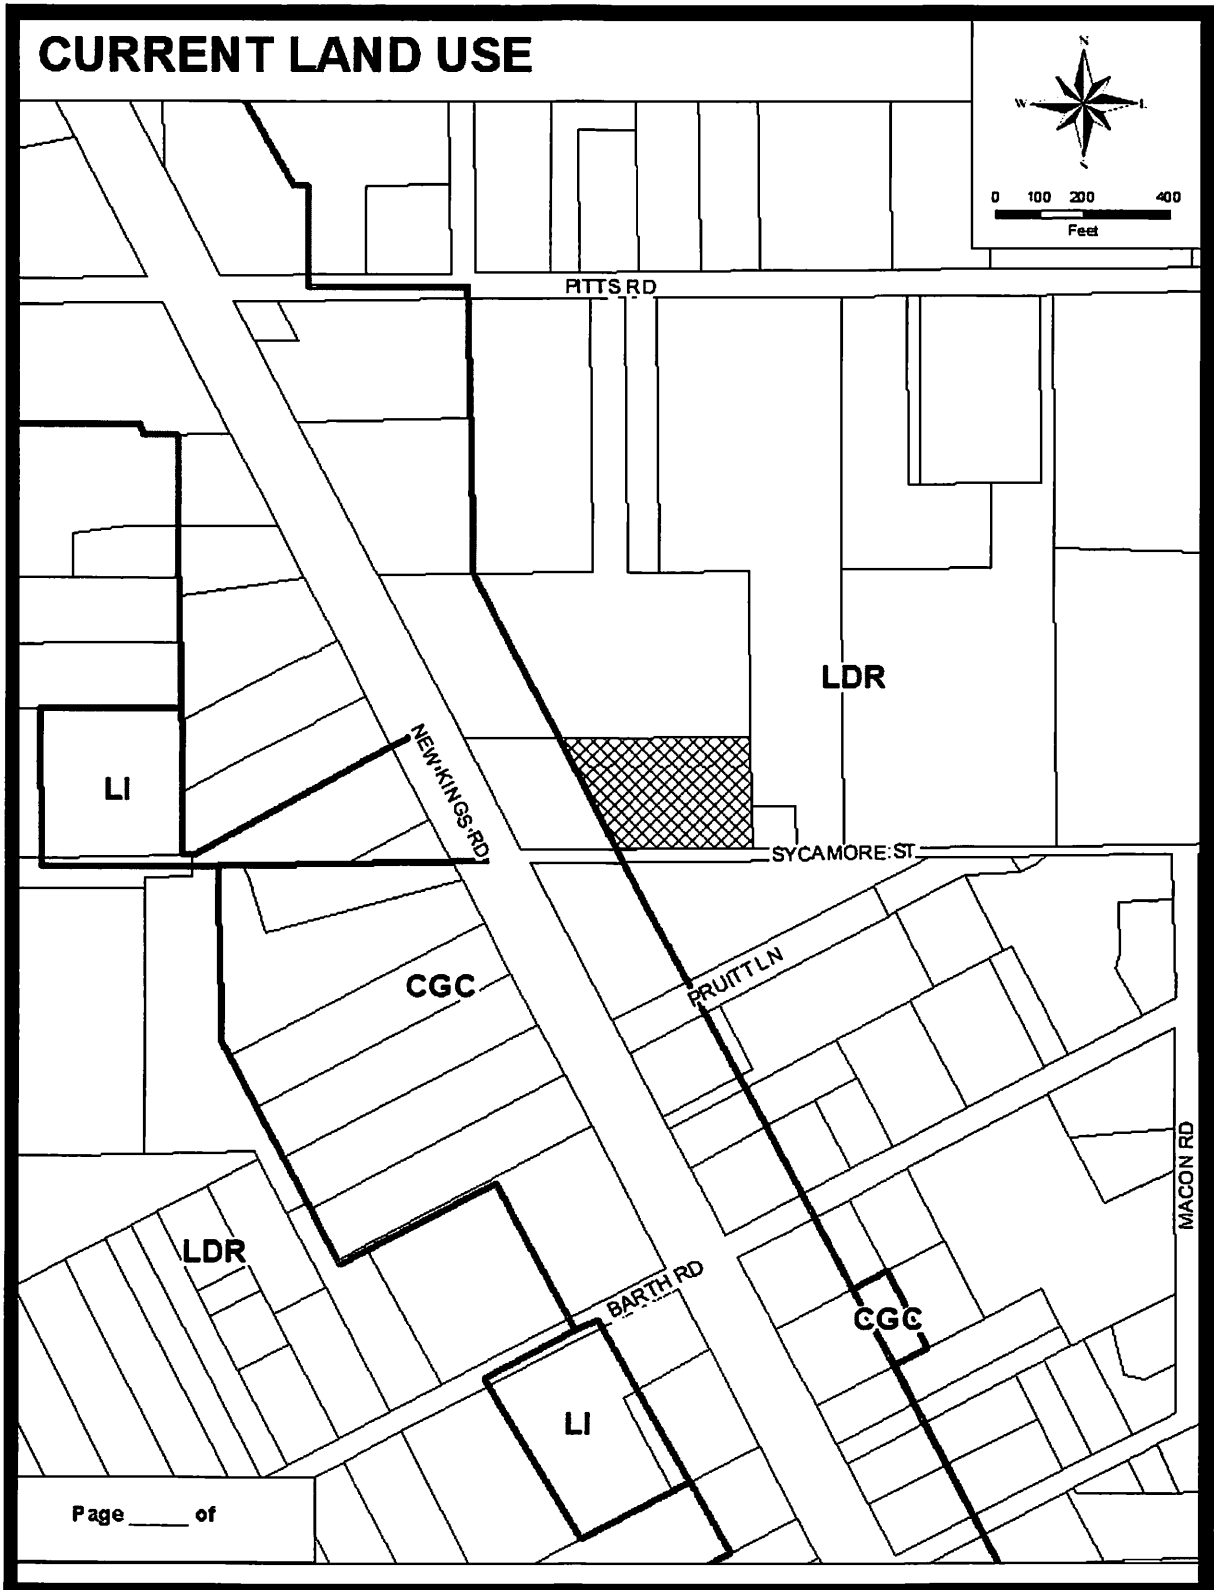 CURRENT LAND USE
N
W
0 100 200 400
Feet
PITTS RD
LDR
NEW KINGS RD
LI
SYCAMORE ST
CGC
PRUITT LN
MACON RD
LDR
BARTH RD
CGC
LI
Page _____ of